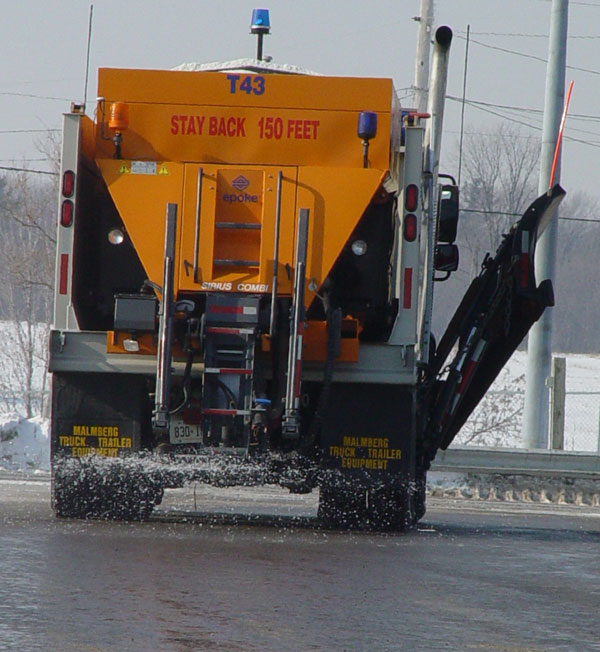 T43
STAY BACK 150 FEET
epoke
SIRIUS COMBI
MALMBERG
TRUCK TRAILER
EQUIPMENT
MALMBERG
TRUCK TRAILER
EQUIPMENT